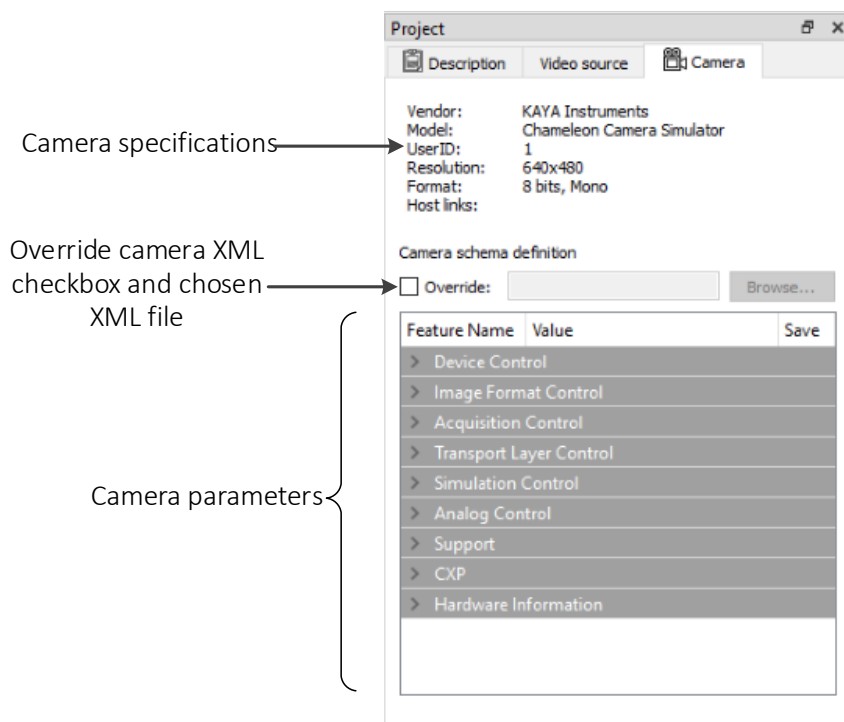 Project
Description
Video source
Camera
Vendor: KAYA Instruments
Model: Chameleon Camera Simulator
Camera specifications
UserID: 1
Resolution: 640x480
Format: 8 bits, Mono
Host links:
Camera schema definition
Override camera XML
checkbox and chosen
XML file
Override:
Browse...
Feature Name Value Save
Device Control
Image Format Control
Acquisition Control
Transport Layer Control
Simulation Control
Camera parameters
Analog Control
Support
CXP
Hardware Information